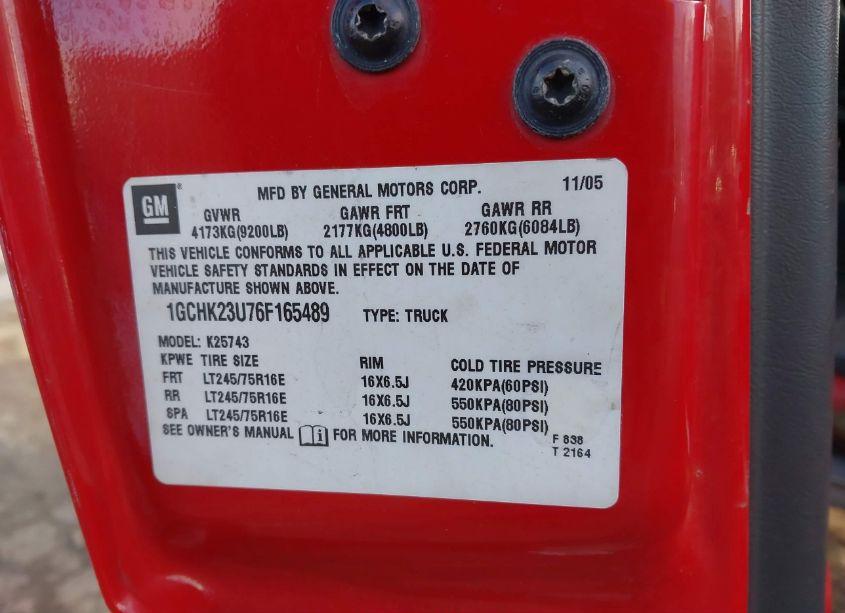 GM
MFD BY GENERAL MOTORS CORP. 11/05
GVWR GAWR FRT GAWR RR
4173KG(9200LB) 2177KG(4800LB) 2760KG(6084LB)
THIS VEHICLE CONFORMS TO ALL APPLICABLE U.S. FEDERAL MOTOR
VEHICLE SAFETY STANDARDS IN EFFECT ON THE DATE OF
MANUFACTURE SHOWN ABOVE.
1GCHK23U76F165489 TYPE: TRUCK
MODEL: K25743
KPWE TIRE SIZE RIM COLD TIRE PRESSURE
FRT LT245/75R16E 16X6.5J 420KPA(60PSI)
RR LT245/75R16E 16X6.5J 550KPA(80PSI)
SPA LT245/75R16E 16X6.5J 550KPA(80PSI)
SEE OWNER'S MANUAL FOR MORE INFORMATION.
F 838
T 2164